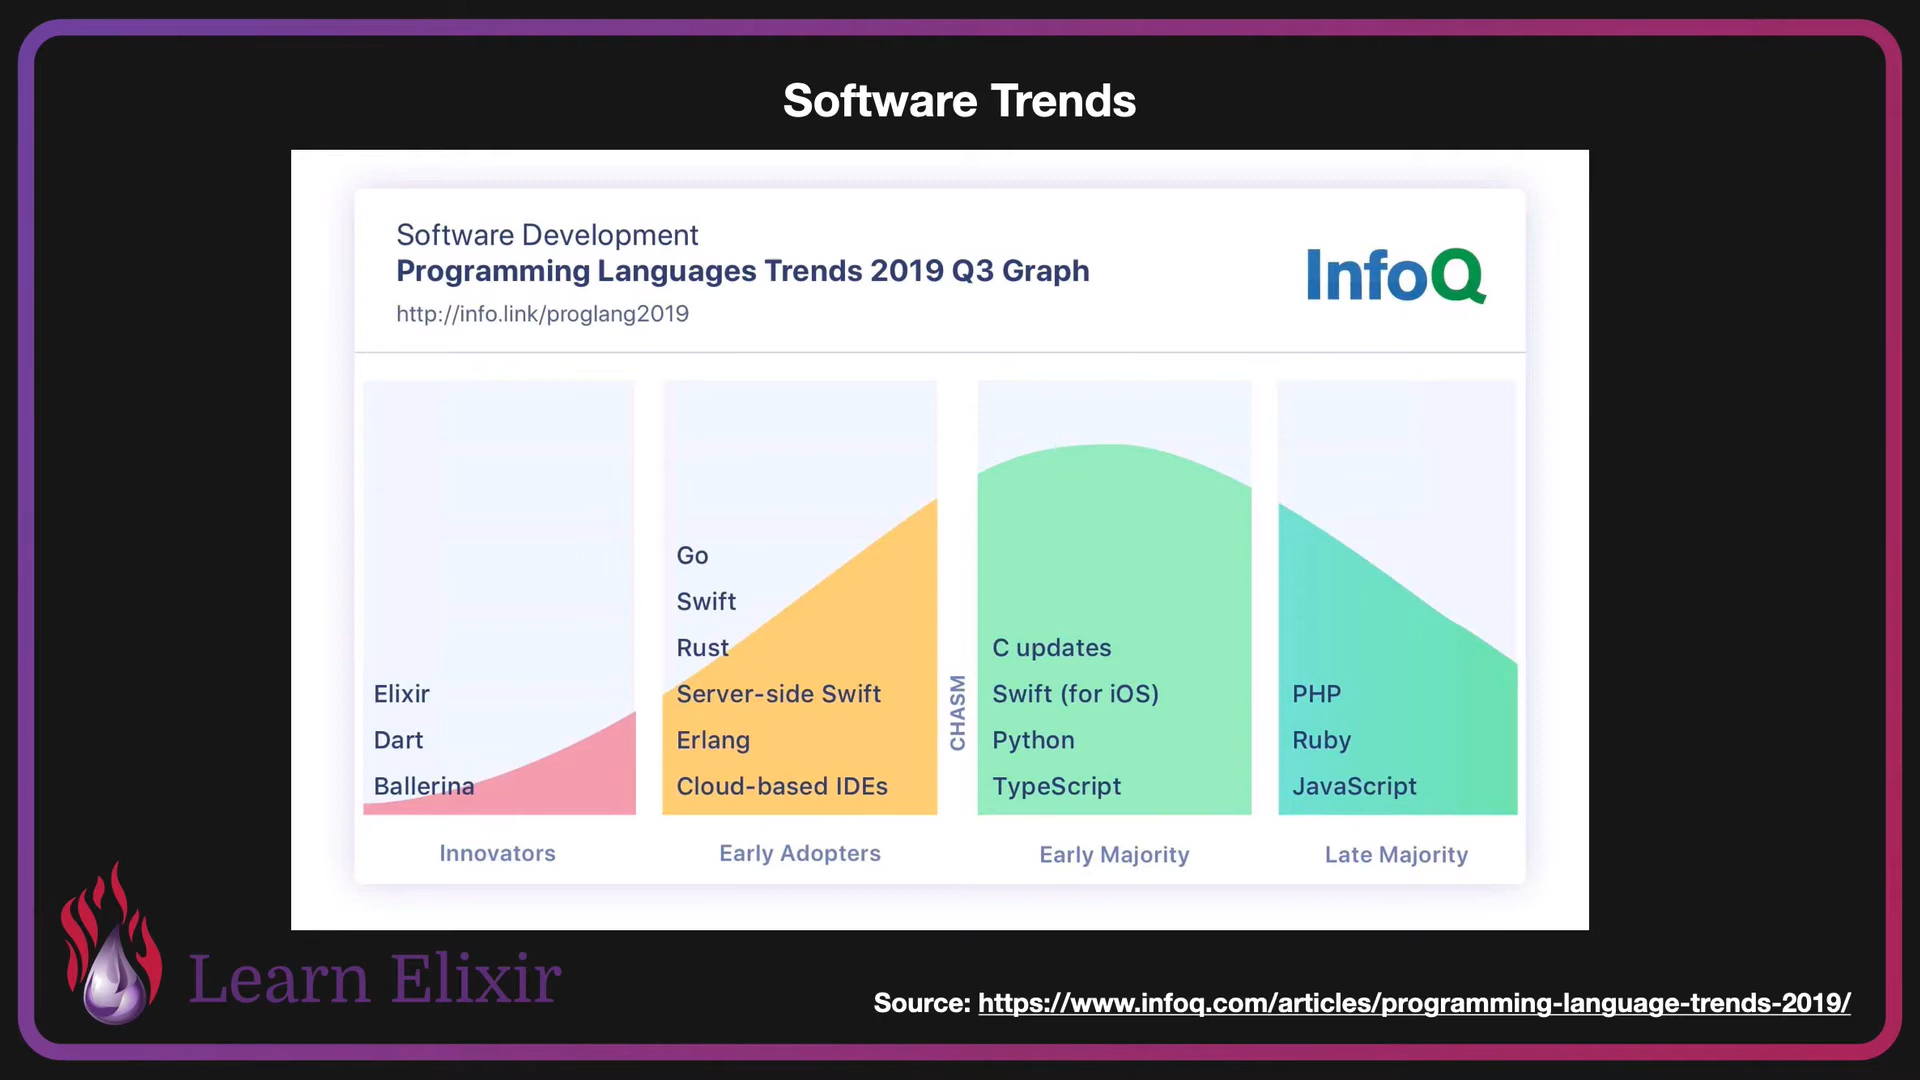 Software Trends
Software Development
Programming Languages Trends 2019 Q3 Graph
http://info.link/proglang2019
InfoQ
Elixir
Dart
Ballerina
Innovators
Go
Swift
Rust
Server-side Swift
Erlang
Cloud-based IDEs
Early Adopters
CHASM
C updates
Swift (for iOS)
Python
TypeScript
Early Majority
PHP
Ruby
JavaScript
Late Majority
Learn Elixir
Source: https://www.infoq.com/articles/programming-language-trends-2019/